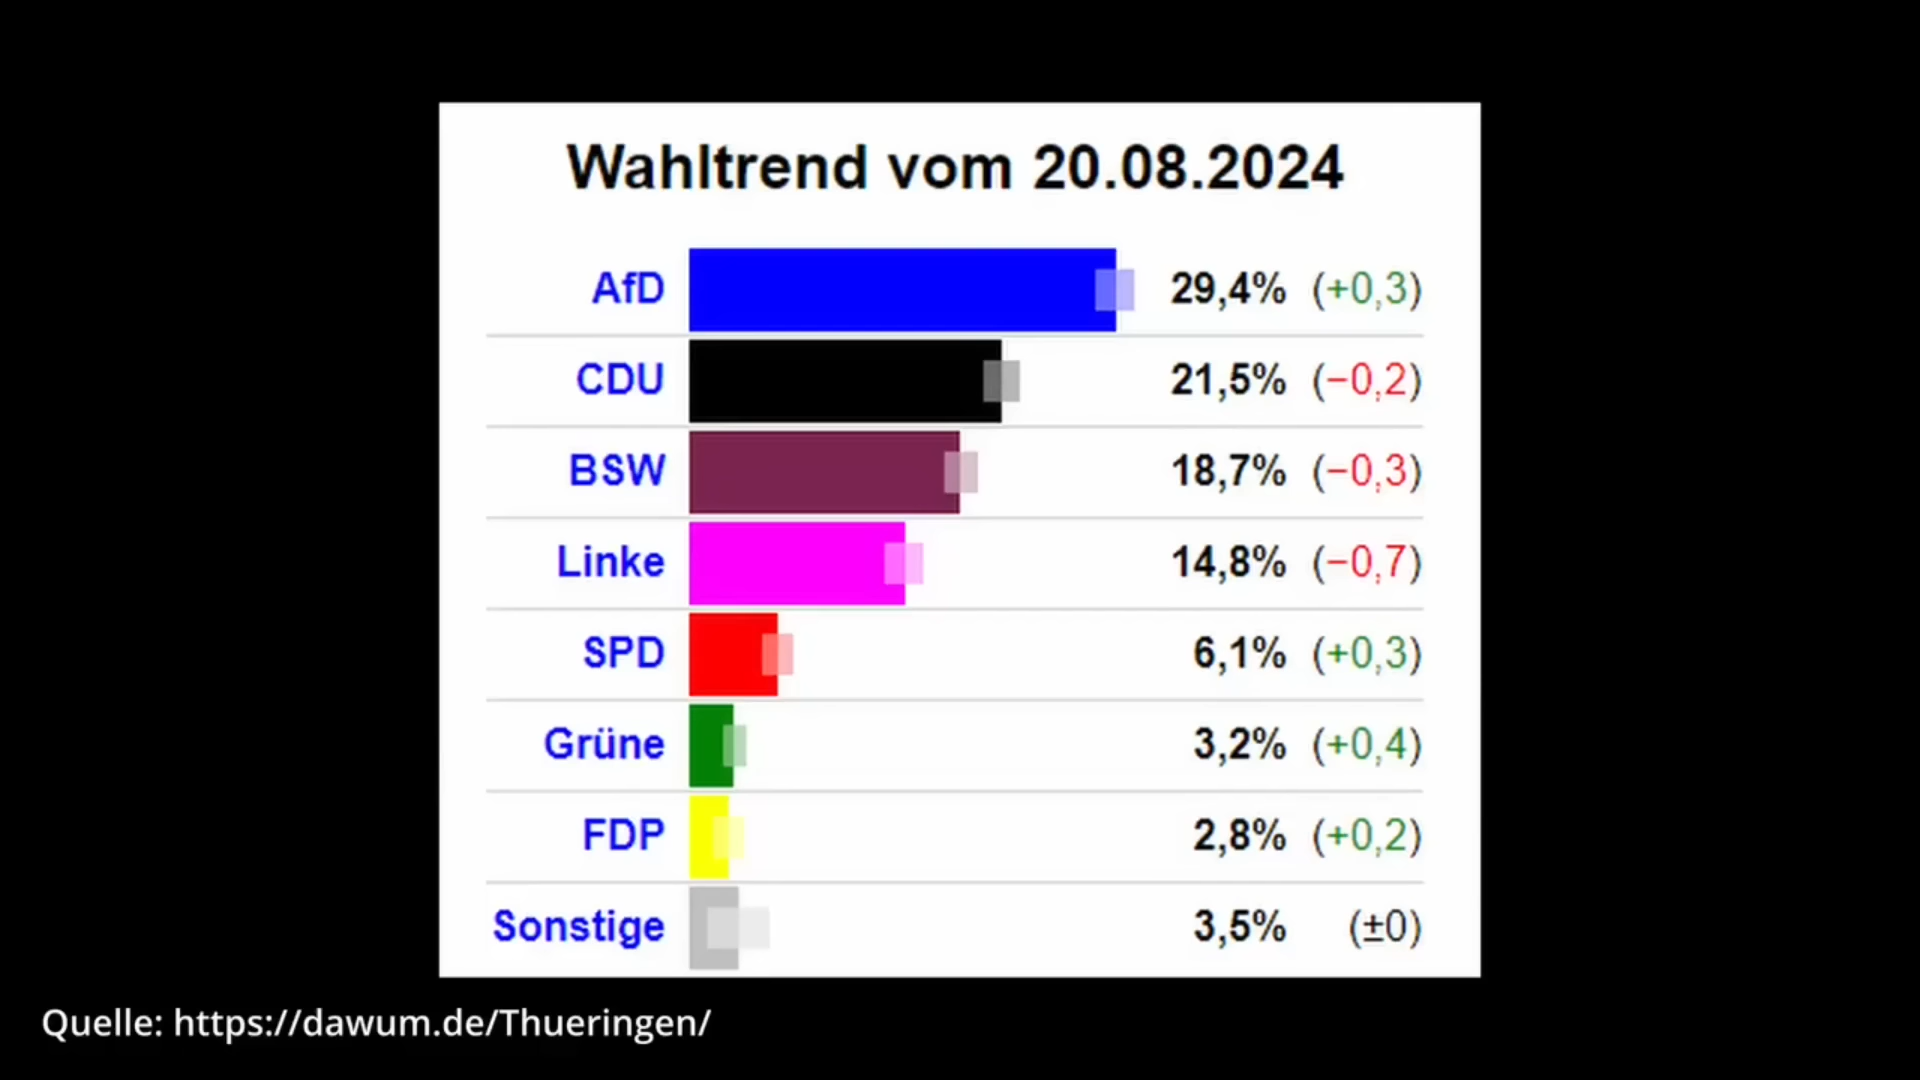 Wahltrend vom 20.08.2024
AfD 29,4% (+0,3)
CDU 21,5% (−0,2)
BSW 18,7% (−0,3)
Linke 14,8% (−0,7)
SPD 6,1% (+0,3)
Grüne 3,2% (+0,4)
FDP 2,8% (+0,2)
Sonstige 3,5% (±0)
Quelle: https://dawum.de/Thueringen/